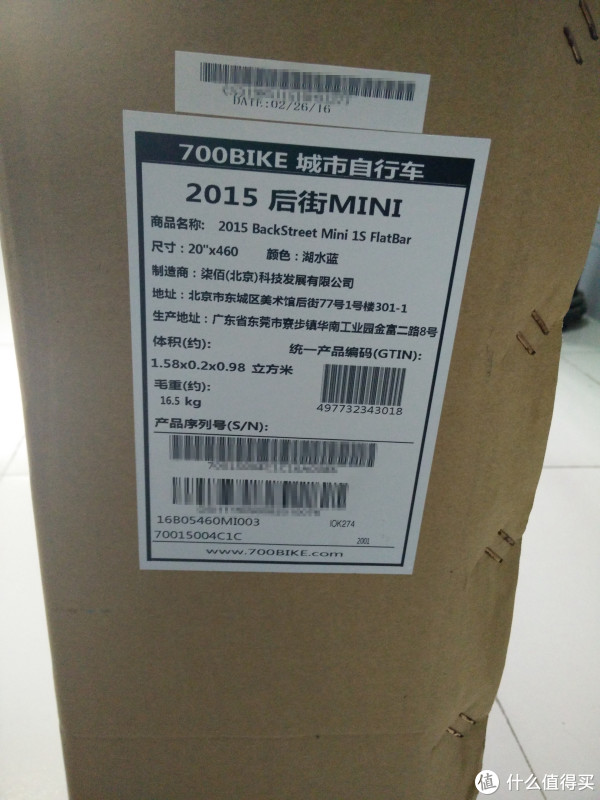 DATE:02/26/16
700BIKE 城市自行车
2015 后街MINI
商品名称: 2015 BackStreet Mini 1S FlatBar
尺寸：20"x460 颜色：湖水蓝
制造商：柒佰(北京)科技发展有限公司
地址：北京市东城区美术馆后街77号1号楼301-1
生产地址：广东省东莞市寮步镇华南工业园金富二路8号
体积(约): 统一产品编码(GTIN):
1.58x0.2x0.98 立方米
毛重(约):
16.5 kg
497732343018
产品序列号(S/N):
16B05460MI003 IOK274
70015004C1C 2001
www.700BIKE.com
值 什么值得买